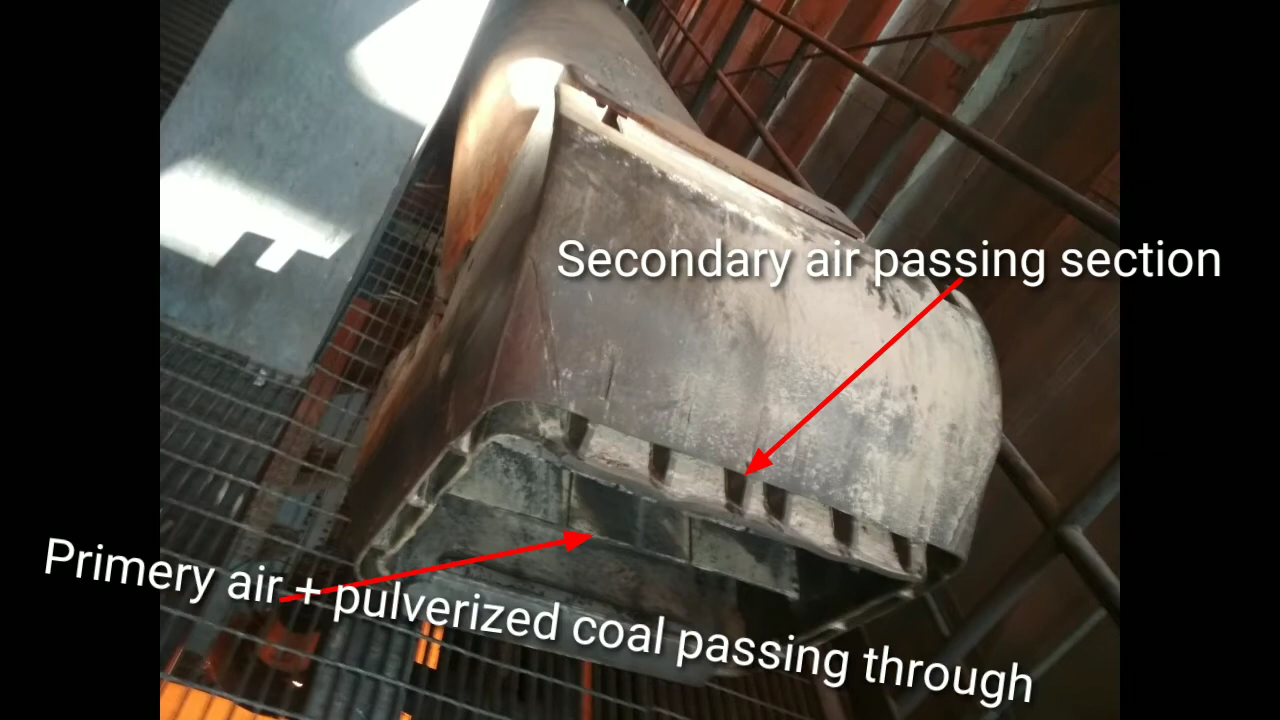 Secondary air passing section
Primery air + pulverized coal passing through